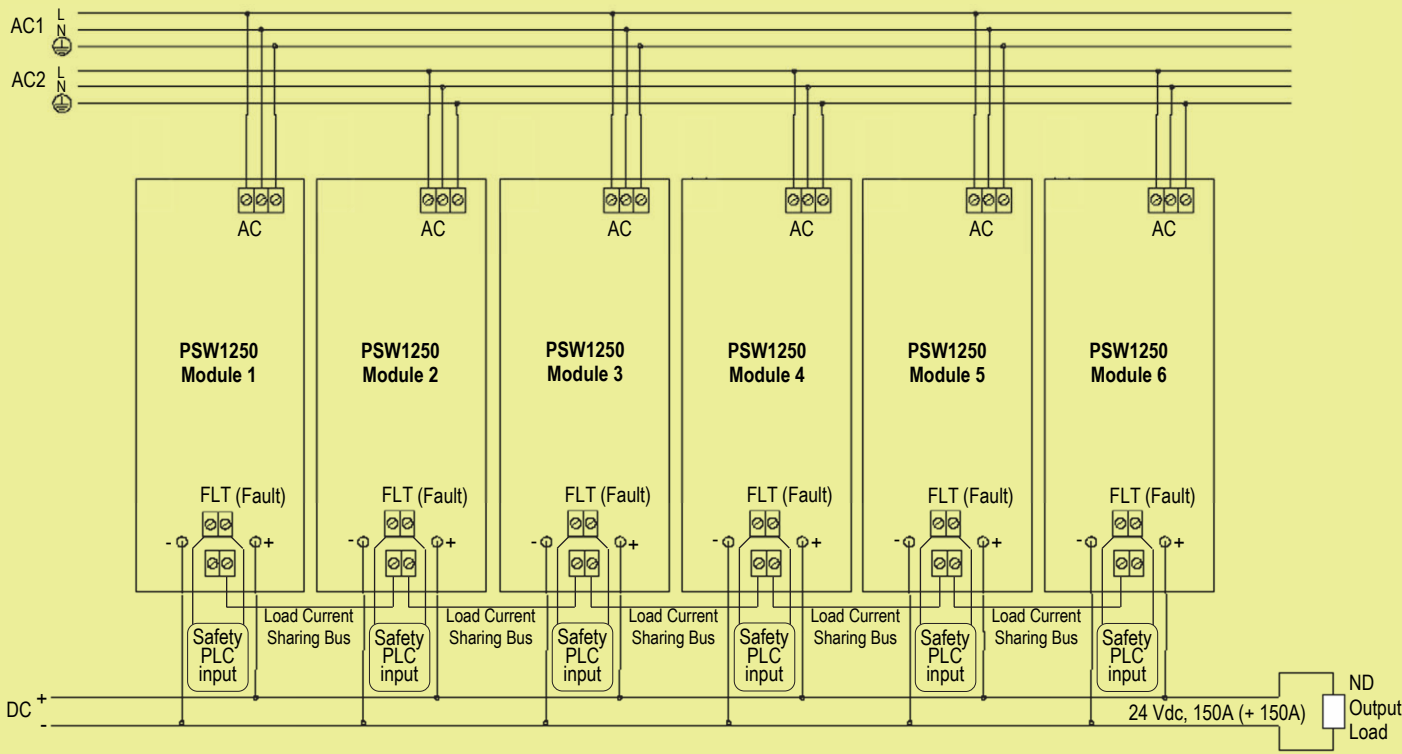 AC1 L
N
AC2 L
N
AC AC AC AC AC AC
PSW1250 PSW1250 PSW1250 PSW1250 PSW1250 PSW1250
Module 1 Module 2 Module 3 Module 4 Module 5 Module 6
FLT (Fault) FLT (Fault) FLT (Fault) FLT (Fault) FLT (Fault) FLT (Fault)
- + - + - + - + - + - +
Load Current Load Current Load Current Load Current Load Current
Sharing Bus Sharing Bus Sharing Bus Sharing Bus Sharing Bus
Safety Safety Safety Safety Safety Safety
PLC PLC PLC PLC PLC PLC
input input input input input input
DC +
-
24 Vdc, 150A (+ 150A)
ND
Output
Load